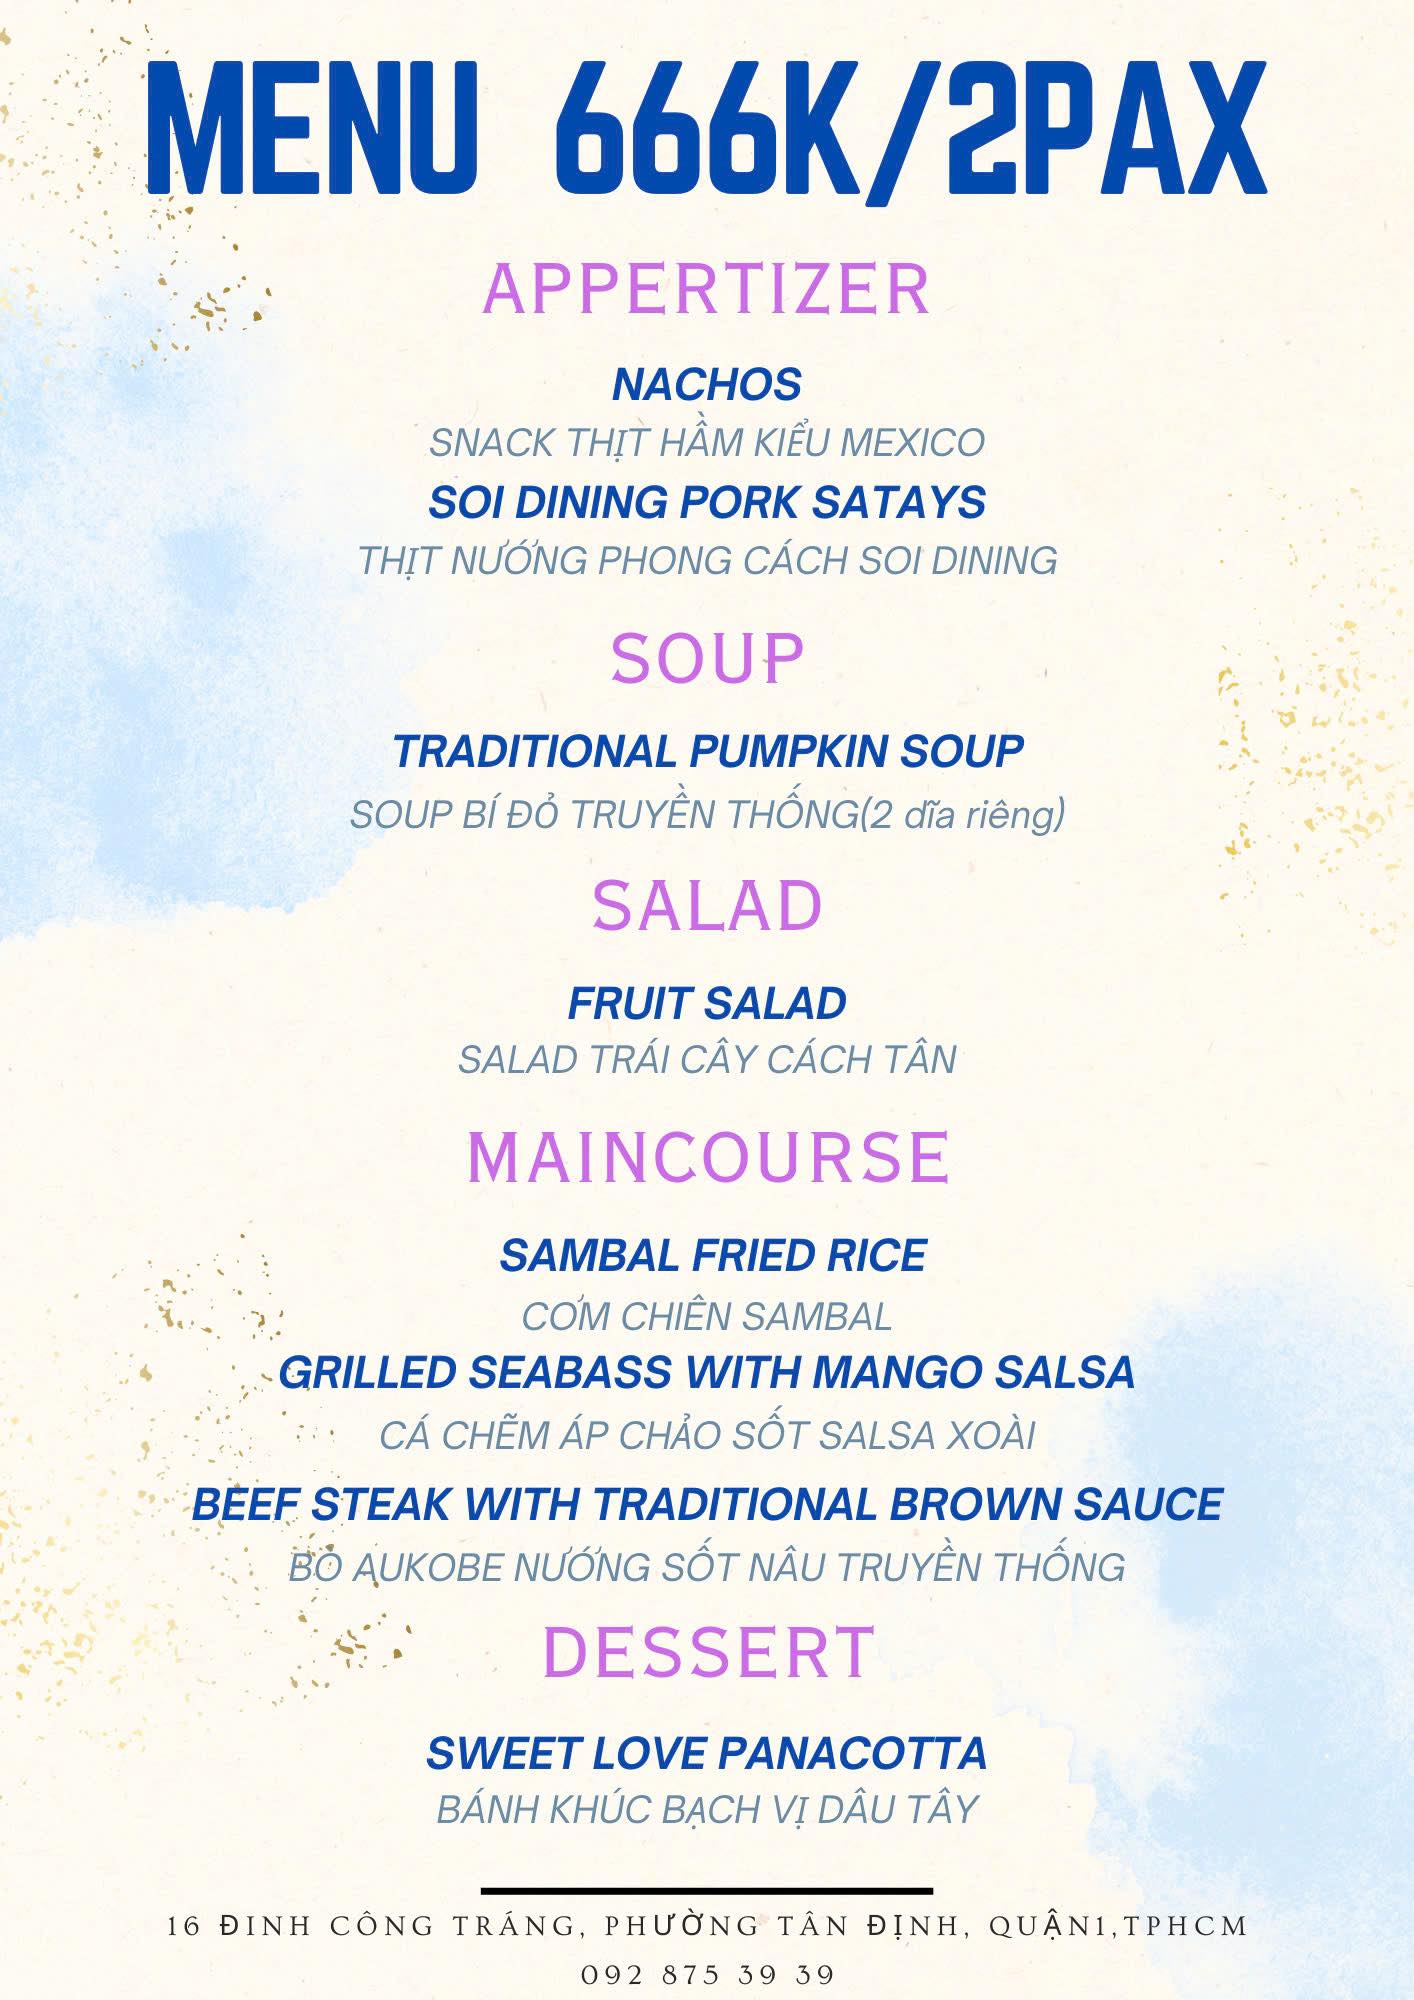 MENU 666K/2PAX
APPERTIZER
NACHOS
SNACK THỊT HẦM KIỂU MEXICO
SOI DINING PORK SATAYS
THỊT NƯỚNG PHONG CÁCH SOI DINING
SOUP
TRADITIONAL PUMPKIN SOUP
SOUP BÍ ĐỎ TRUYỀN THỐNG(2 dĩa riêng)
SALAD
FRUIT SALAD
SALAD TRÁI CÂY CÁCH TÂN
MAINCOURSE
SAMBAL FRIED RICE
CƠM CHIÊN SAMBAL
GRILLED SEABASS WITH MANGO SALSA
CÁ CHẼM ÁP CHẢO SỐT SALSA XOÀI
BEEF STEAK WITH TRADITIONAL BROWN SAUCE
BÒ AUKOBE NƯỚNG SỐT NÂU TRUYỀN THỐNG
DESSERT
SWEET LOVE PANACOTTA
BÁNH KHÚC BẠCH VỊ DÂU TÂY
16 ĐINH CÔNG TRÁNG, PHƯỜNG TÂN ĐỊNH, QUẬN1,TPHCM
092 875 39 39